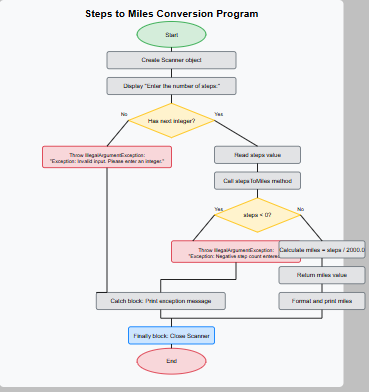 Steps to Miles Conversion Program
Start
Create Scanner object
Display "Enter the number of steps:"
Has next integer?
No
Yes
Throw IllegalArgumentException:
"Exception: Invalid input. Please enter an integer."
Read steps value
Call stepsToMiles method
steps < 0?
Yes
No
Throw IllegalArgumentException:
"Exception: Negative step count entered
Calculate miles = steps / 2000.0
Return miles value
Catch block: Print exception message
Format and print miles
Finally block: Close Scanner
End